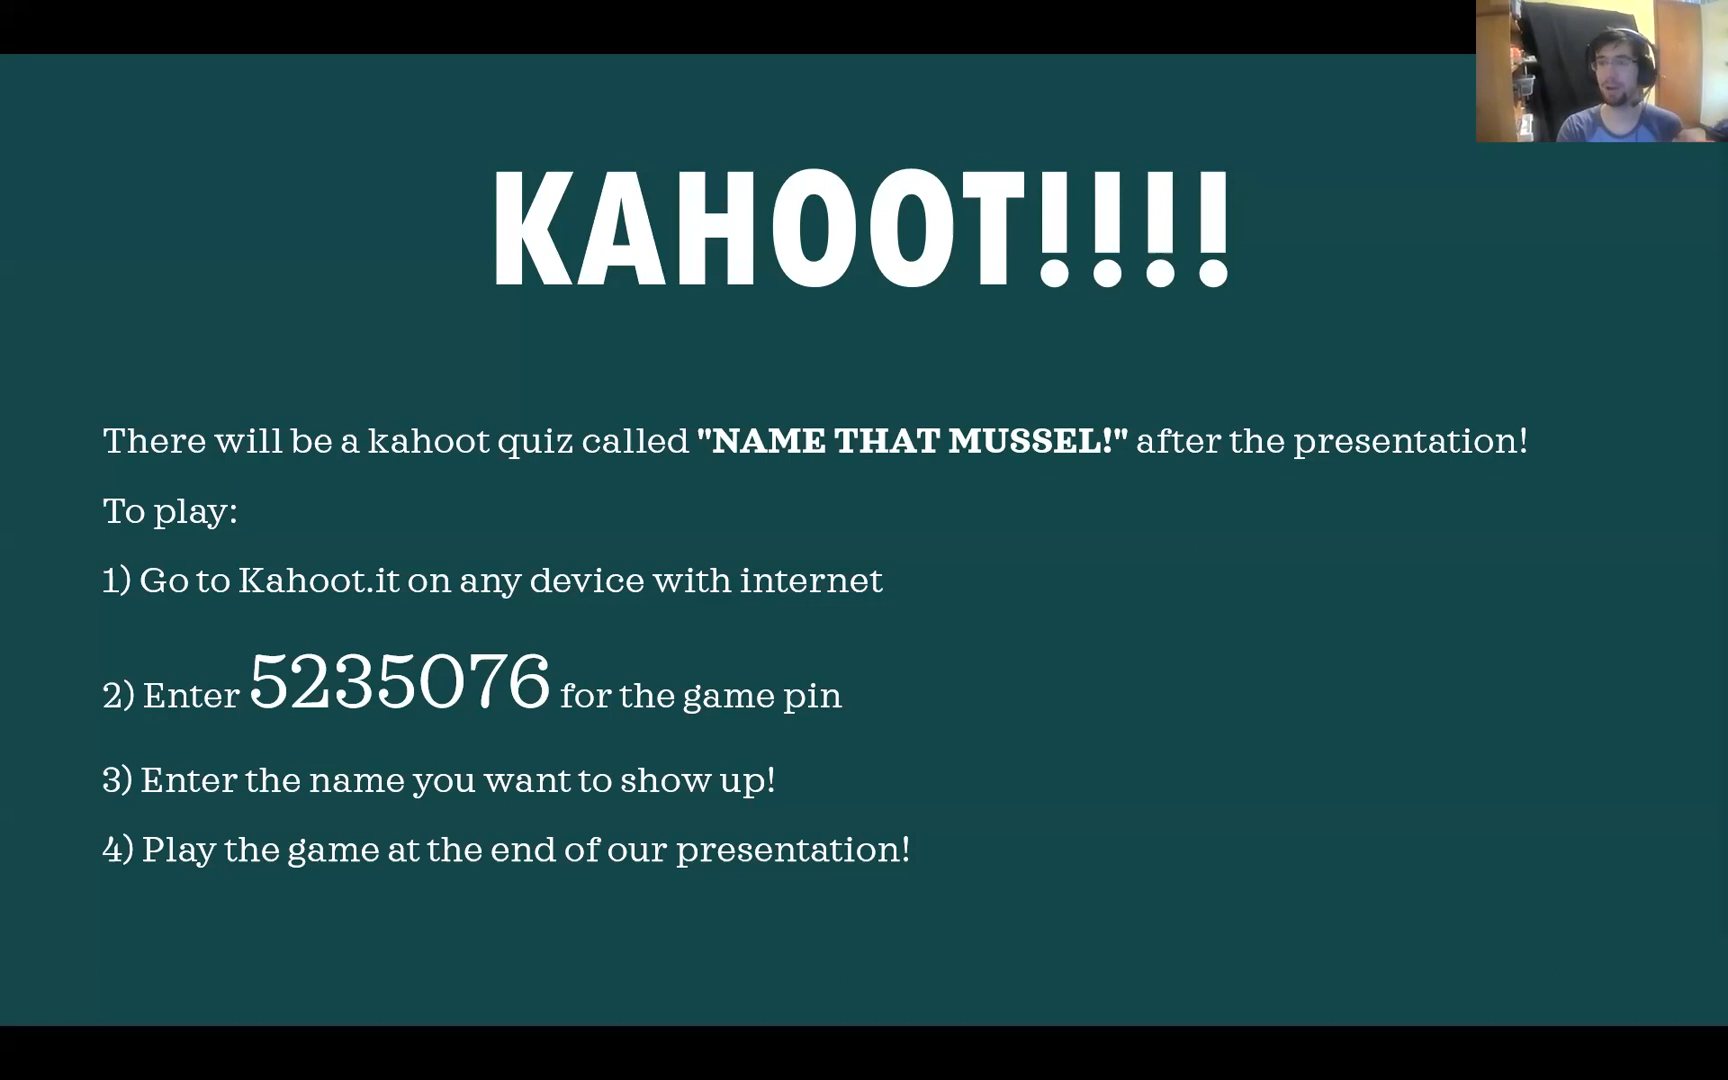 KAHOOT!!!!
There will be a kahoot quiz called "NAME THAT MUSSEL!" after the presentation!
To play:
1) Go to Kahoot.it on any device with internet
2) Enter 5235076 for the game pin
3) Enter the name you want to show up!
4) Play the game at the end of our presentation!